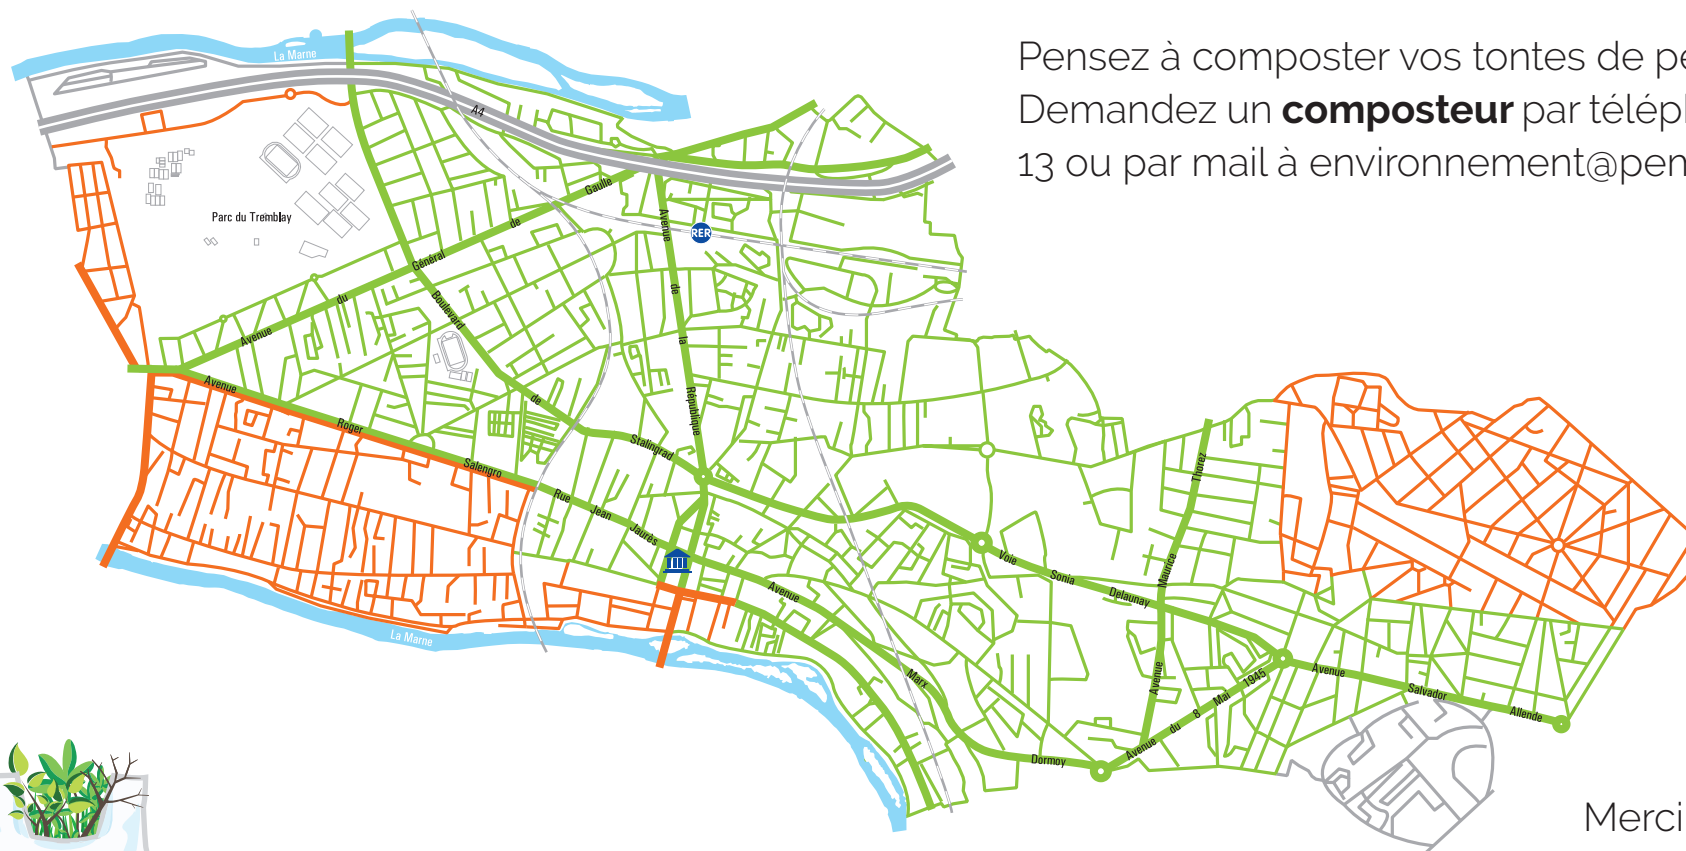 Pensez à composter vos tontes de pe
Demandez un composteur par télép
13 ou par mail à environnement@pen
La Marne
A4
Parc du Tremblay
Avenue du Général de Gaulle
RER
Avenue de la République
Boulevard de Stalingrad
Avenue Roger Salengro
Rue Jean Jaurès
Avenue Marx Dormoy
Voie Sonia Delaunay
Avenue Maurice Thorez
Avenue du 8 Mai 1945
Avenue Salvador Allende
La Marne
Merci